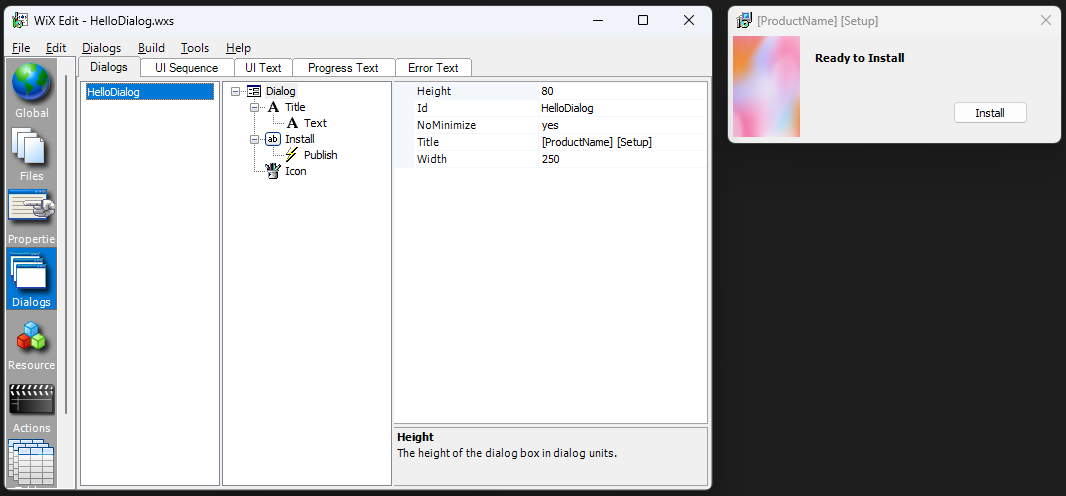 WiX Edit - HelloDialog.wxs
File Edit Dialogs Build Tools Help
Dialogs UI Sequence UI Text Progress Text Error Text
Global
Files
Propertie
Dialogs
Resource
Actions
HelloDialog
Dialog
A Title
A Text
ab Install
Publish
Icon
Height 80
Id HelloDialog
NoMinimize yes
Title [ProductName] [Setup]
Width 250
Height
The height of the dialog box in dialog units.
[ProductName] [Setup]
Ready to Install
Install